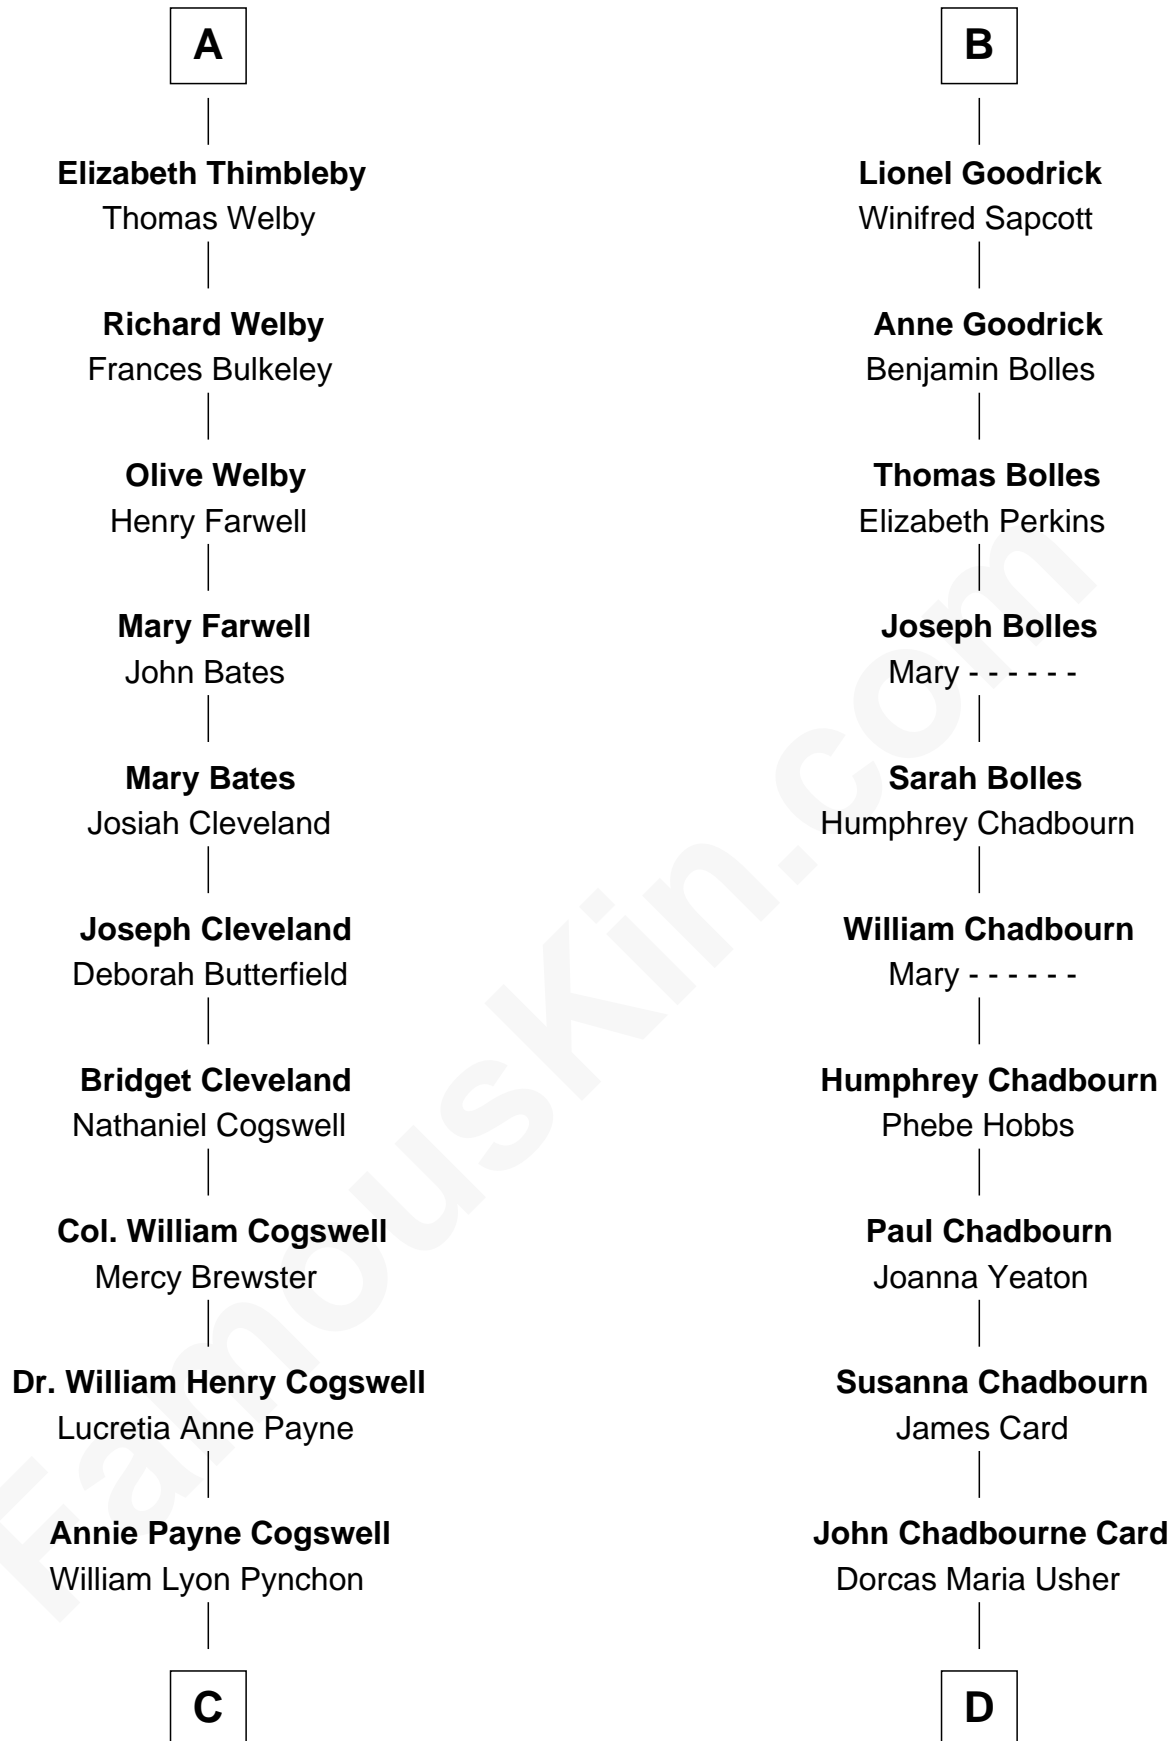 A
Elizabeth Thimbleby
Thomas Welby
Richard Welby
Frances Bulkeley
Olive Welby
Henry Farwell
Mary Farwell
John Bates
Mary Bates
Josiah Cleveland
Joseph Cleveland
Deborah Butterfield
Bridget Cleveland
Nathaniel Cogswell
Col. William Cogswell
Mercy Brewster
Dr. William Henry Cogswell
Lucretia Anne Payne
Annie Payne Cogswell
William Lyon Pynchon
C
B
Lionel Goodrick
Winifred Sapcott
Anne Goodrick
Benjamin Bolles
Thomas Bolles
Elizabeth Perkins
Joseph Bolles
Mary - - - - - -
Sarah Bolles
Humphrey Chadbourn
William Chadbourn
Mary - - - - - -
Humphrey Chadbourn
Phebe Hobbs
Paul Chadbourn
Joanna Yeaton
Susanna Chadbourn
James Card
John Chadbourne Card
Dorcas Maria Usher
D
FamousKin.com